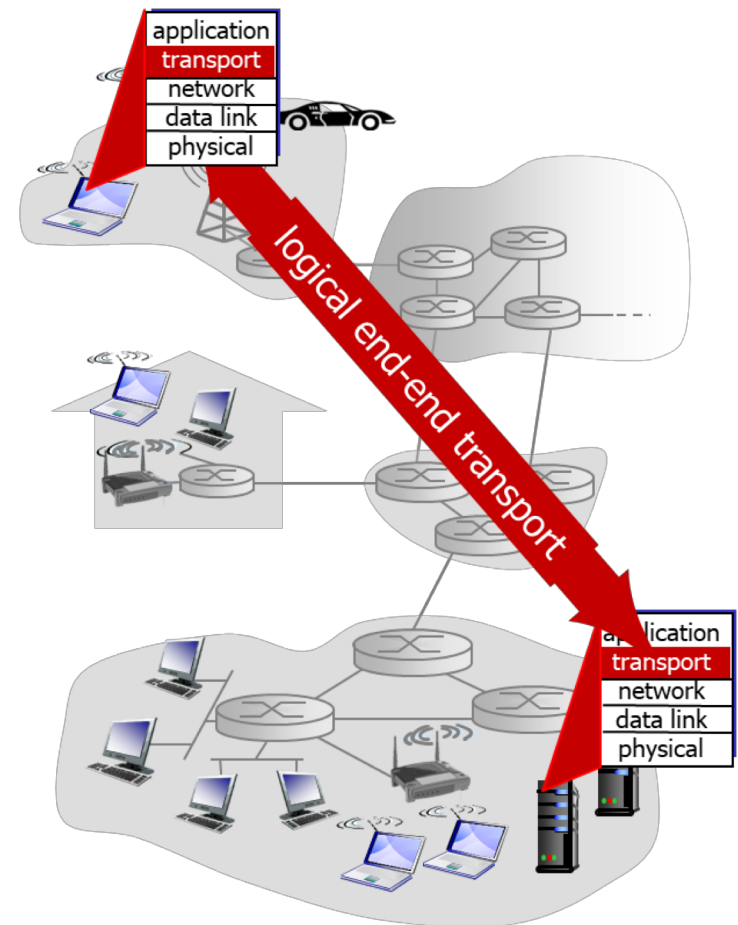 application
transport
network
data link
physical
logical end-end transport
application
transport
network
data link
physical